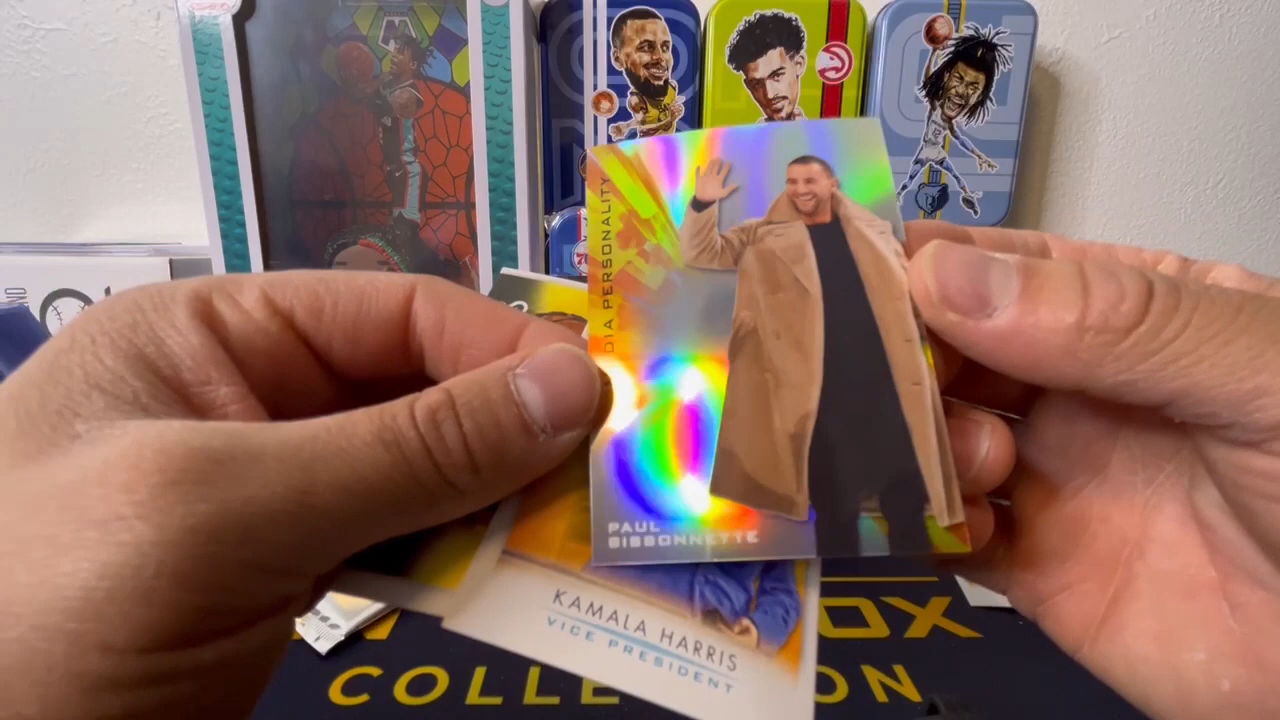 DIA PERSONALITY
PAUL
BISSONNETTE
KAMALA HARRIS
VICE PRESIDENT
OX
COLLE
ON